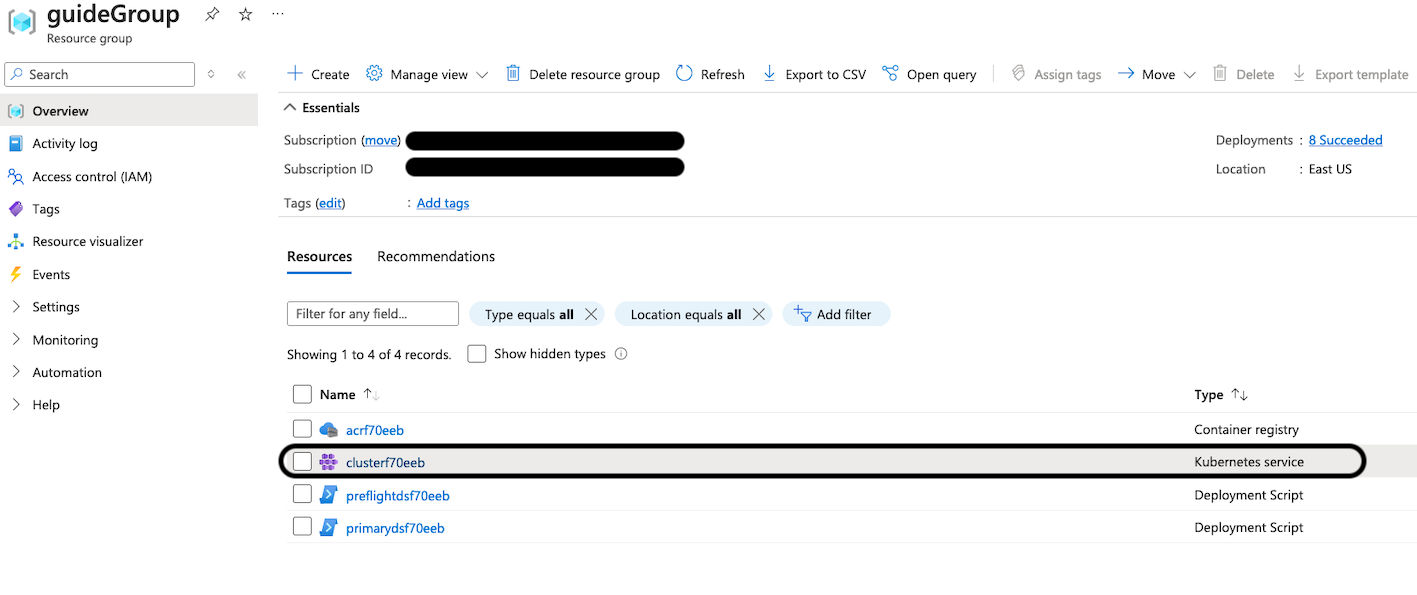 guideGroup ...
Resource group
Search
Overview
Activity log
Access control (IAM)
Tags
Resource visualizer
Events
Settings
Monitoring
Automation
Help
Create Manage view Delete resource group Refresh Export to CSV Open query Assign tags Move Delete Export template
Essentials
Subscription (move)
Deployments : 8 Succeeded
Subscription ID
Location : East US
Tags (edit) : Add tags
Resources Recommendations
Filter for any field... Type equals all Location equals all Add filter
Showing 1 to 4 of 4 records. Show hidden types
Name Type
acrf70eeb Container registry
clusterf70eeb Kubernetes service
preflightdsf70eeb Deployment Script
primarydsf70eeb Deployment Script